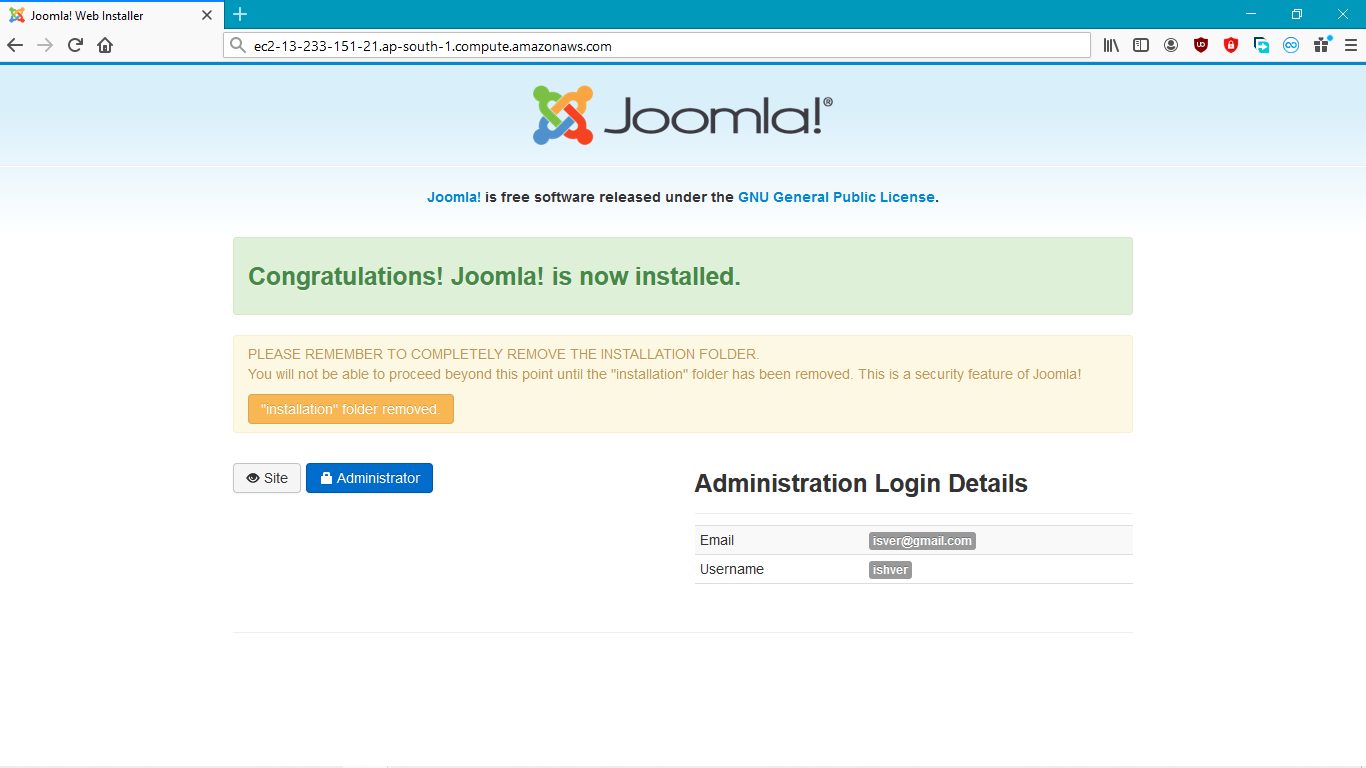 Joomla! Web Installer
ec2-13-233-151-21.ap-south-1.compute.amazonaws.com
Joomla!®
Joomla! is free software released under the GNU General Public License.
Congratulations! Joomla! is now installed.
PLEASE REMEMBER TO COMPLETELY REMOVE THE INSTALLATION FOLDER.
You will not be able to proceed beyond this point until the "installation" folder has been removed. This is a security feature of Joomla!
"installation" folder removed.
Site Administrator
Administration Login Details
Email isver@gmail.com
Username ishver